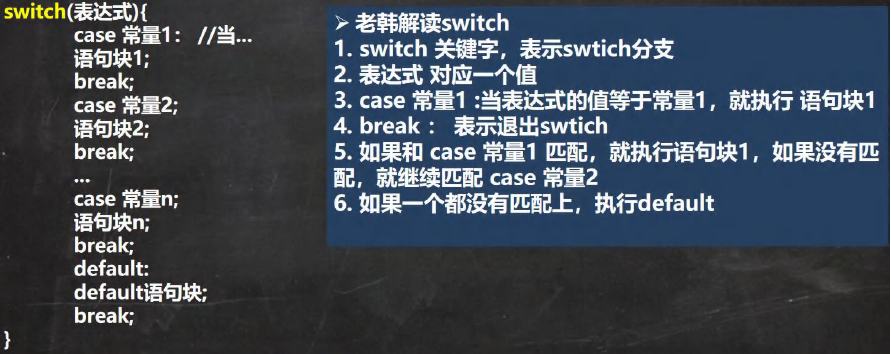 switch(表达式){
case 常量1： //当...
语句块1;
break;
case 常量2;
语句块2;
break;
...
case 常量n;
语句块n;
break;
default:
default语句块;
break;
}
➢ 老韩解读switch
1. switch 关键字，表示swtich分支
2. 表达式 对应一个值
3. case 常量1 :当表达式的值等于常量1，就执行 语句块1
4. break ： 表示退出swtich
5. 如果和 case 常量1 匹配，就执行语句块1，如果没有匹
配，就继续匹配 case 常量2
6. 如果一个都没有匹配上，执行default